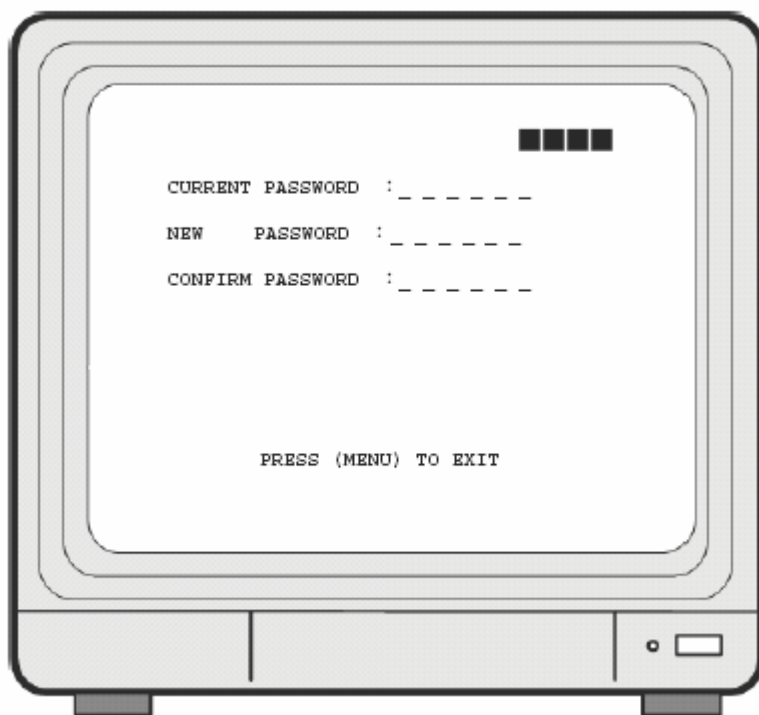 ■■■■
CURRENT PASSWORD :_ _ _ _ _ _
NEW PASSWORD :_ _ _ _ _ _
CONFIRM PASSWORD :_ _ _ _ _ _
PRESS (MENU) TO EXIT